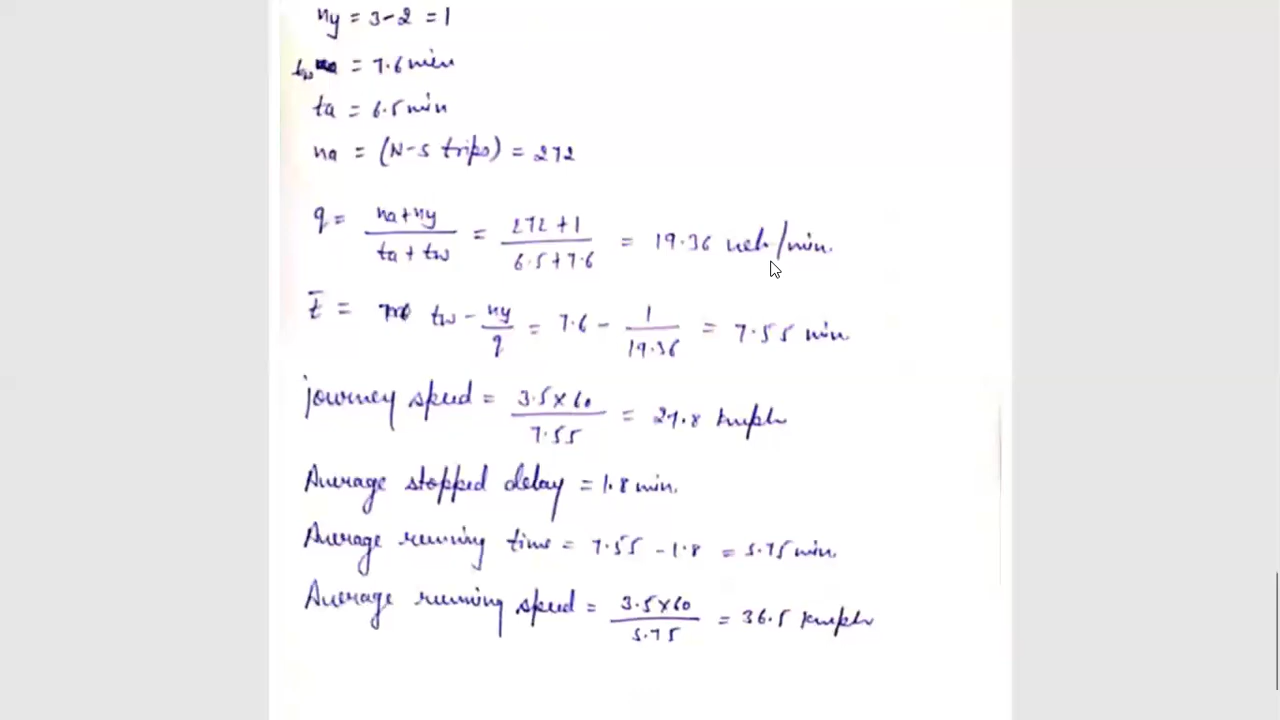 ny = 3-2 = 1
tw = 7.6 min
ta = 6.5 min
na = (N-S trips) = 272
q = na+ny / ta + tw = 272 + 1 / 6.5+7.6 = 19.36 veh/min.
t̄ = tw - ny/q = 7.6 - 1/19.36 = 7.55 min
journey speed = 3.5×60 / 7.55 = 27.8 kmph
Average stopped delay = 1.8 min.
Average running time = 7.55 - 1.8 = 5.75 min.
Average running speed = 3.5×60 / 5.75 = 36.5 kmph